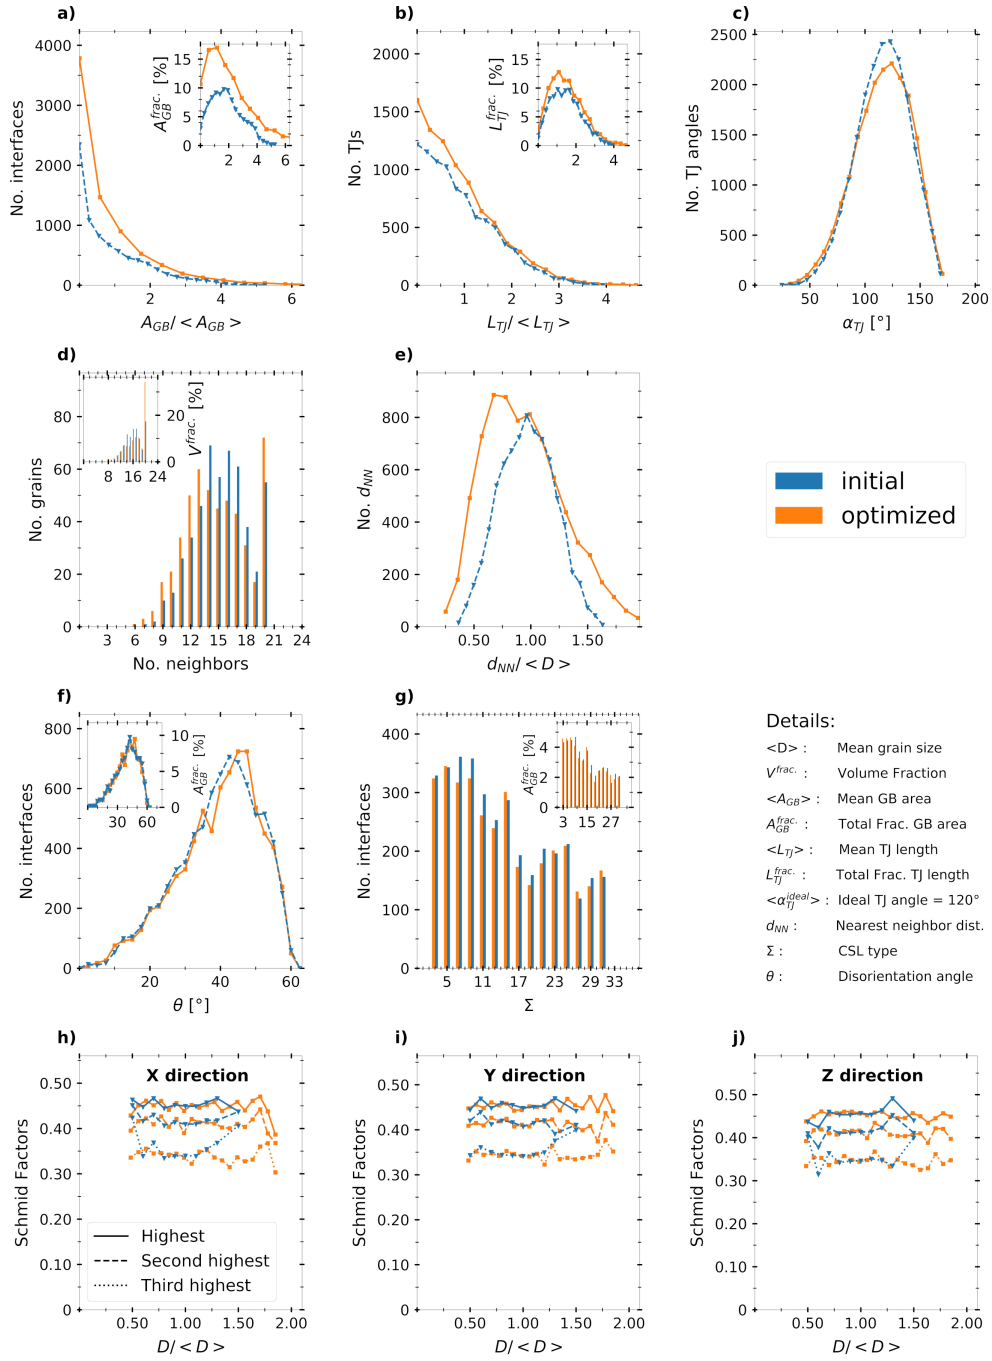 a)
b)
c)
4000
3000
2000
1000
0
No. interfaces
15
10
5
0
A_GB^frac. [%]
2
4
6
2
4
6
A_GB/ <A_GB>
2000
1500
1000
500
0
No. TJs
15
10
5
0
L_TJ^frac. [%]
2
4
1
2
3
4
L_TJ/ <L_TJ>
2500
2000
1500
1000
500
0
No. TJ angles
50
100
150
200
α_TJ [°]
d)
e)
80
60
40
20
0
No. grains
20
0
V^frac. [%]
8
16
24
3
6
9
12
15
18
21
24
No. neighbors
800
600
400
200
0
No. d_NN
0.50
1.00
1.50
d_NN/ <D>
initial
optimized
f)
g)
800
600
400
200
0
No. interfaces
10
5
0
A_GB^frac. [%]
30
60
20
40
60
θ [°]
400
300
200
100
0
No. interfaces
4
2
0
A_GB^frac. [%]
3
15
27
5
11
17
23
29
33
Σ
Details:
<D> : Mean grain size
V^frac. : Volume Fraction
<A_GB> : Mean GB area
A_GB^frac. : Total Frac. GB area
<L_TJ> : Mean TJ length
L_TJ^frac. : Total Frac. TJ length
<α_TJ^ideal> : Ideal TJ angle = 120°
d_NN : Nearest neighbor dist.
Σ : CSL type
θ : Disorientation angle
h)
i)
j)
X direction
0.50
0.40
0.30
0.20
0.10
0
Schmid Factors
Highest
Second highest
Third highest
0.50
1.00
1.50
2.00
D/ <D>
Y direction
0.50
0.40
0.30
0.20
0.10
0
Schmid Factors
0.50
1.00
1.50
2.00
D/ <D>
Z direction
0.50
0.40
0.30
0.20
0.10
0
Schmid Factors
0.50
1.00
1.50
2.00
D/ <D>